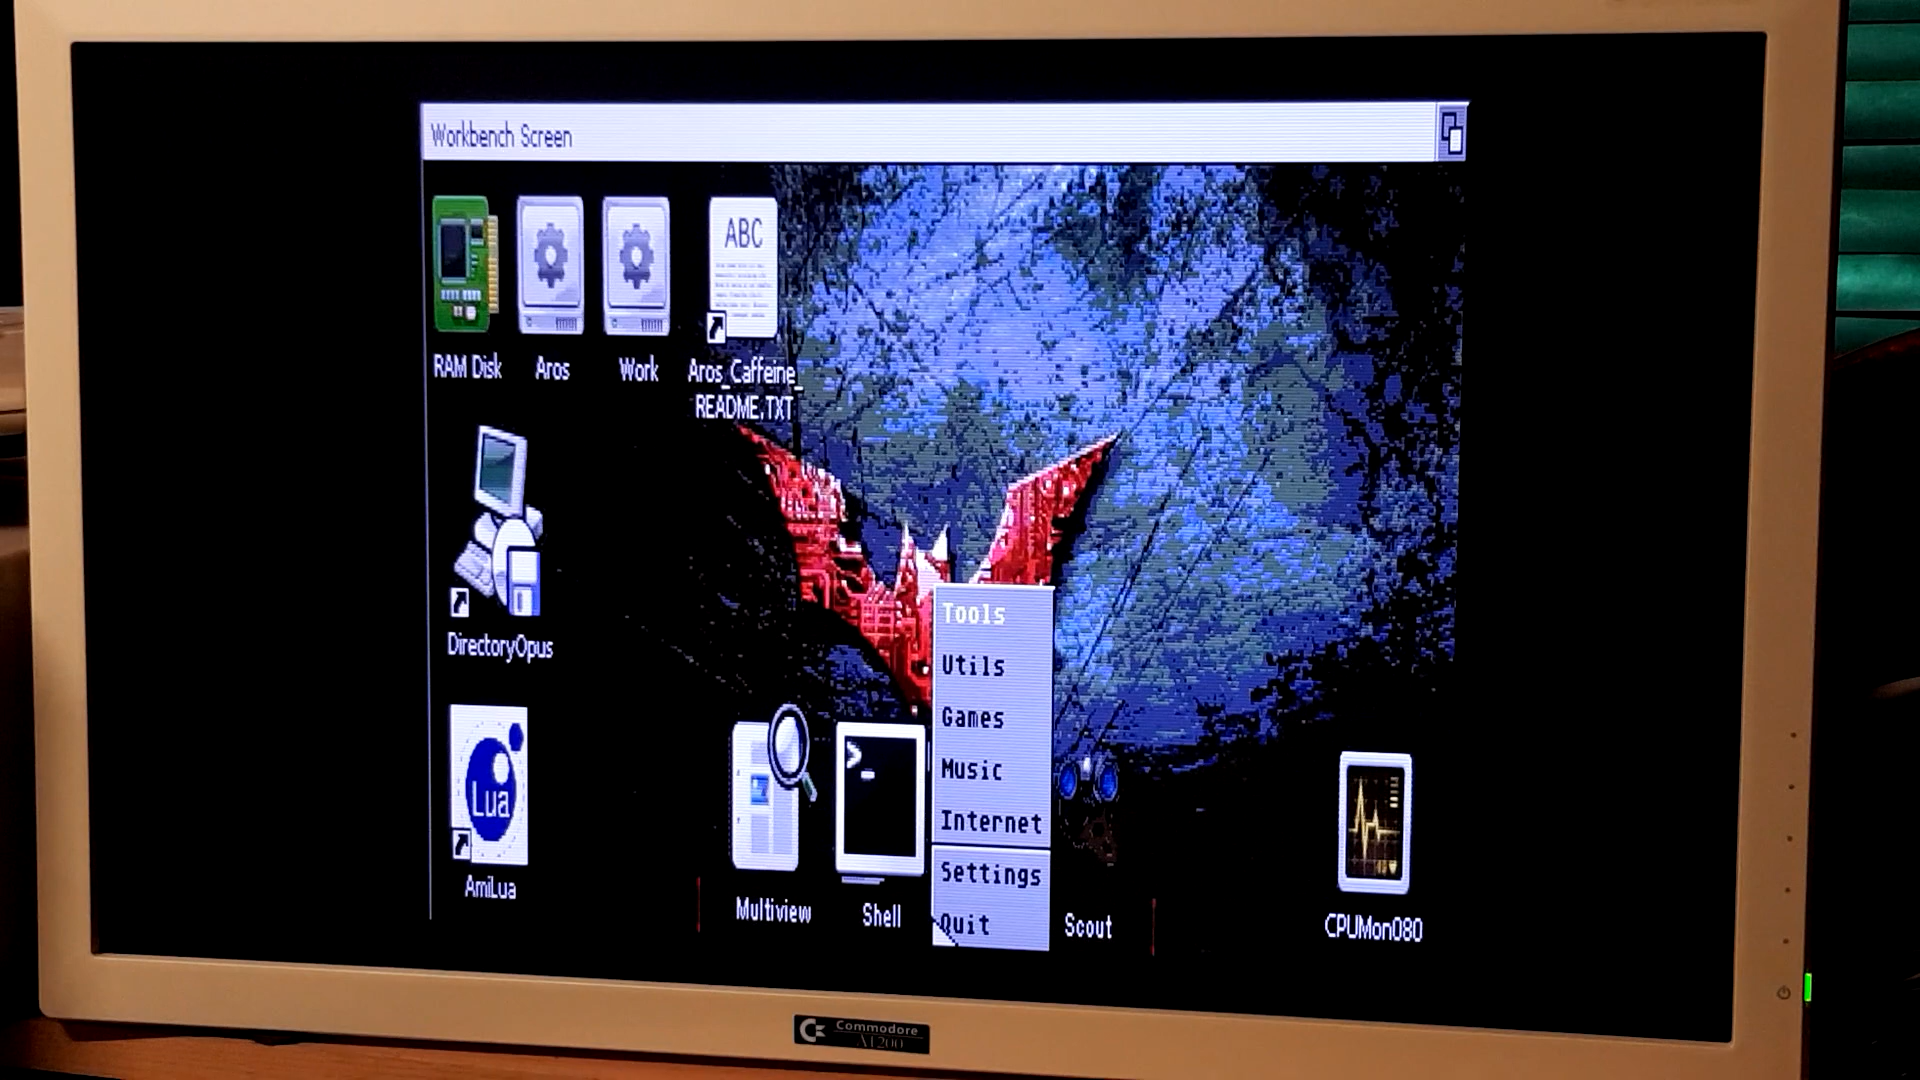 Workbench Screen
ABC
RAM Disk
Aros
Work
Aros_Caffeine_
README.TXT
DirectoryOpus
Tools
Utils
Games
Music
Internet
Settings
Quit
Lua
AmiLua
>_
Multiview
Shell
Scout
CPUMon080
Commodore
A1200